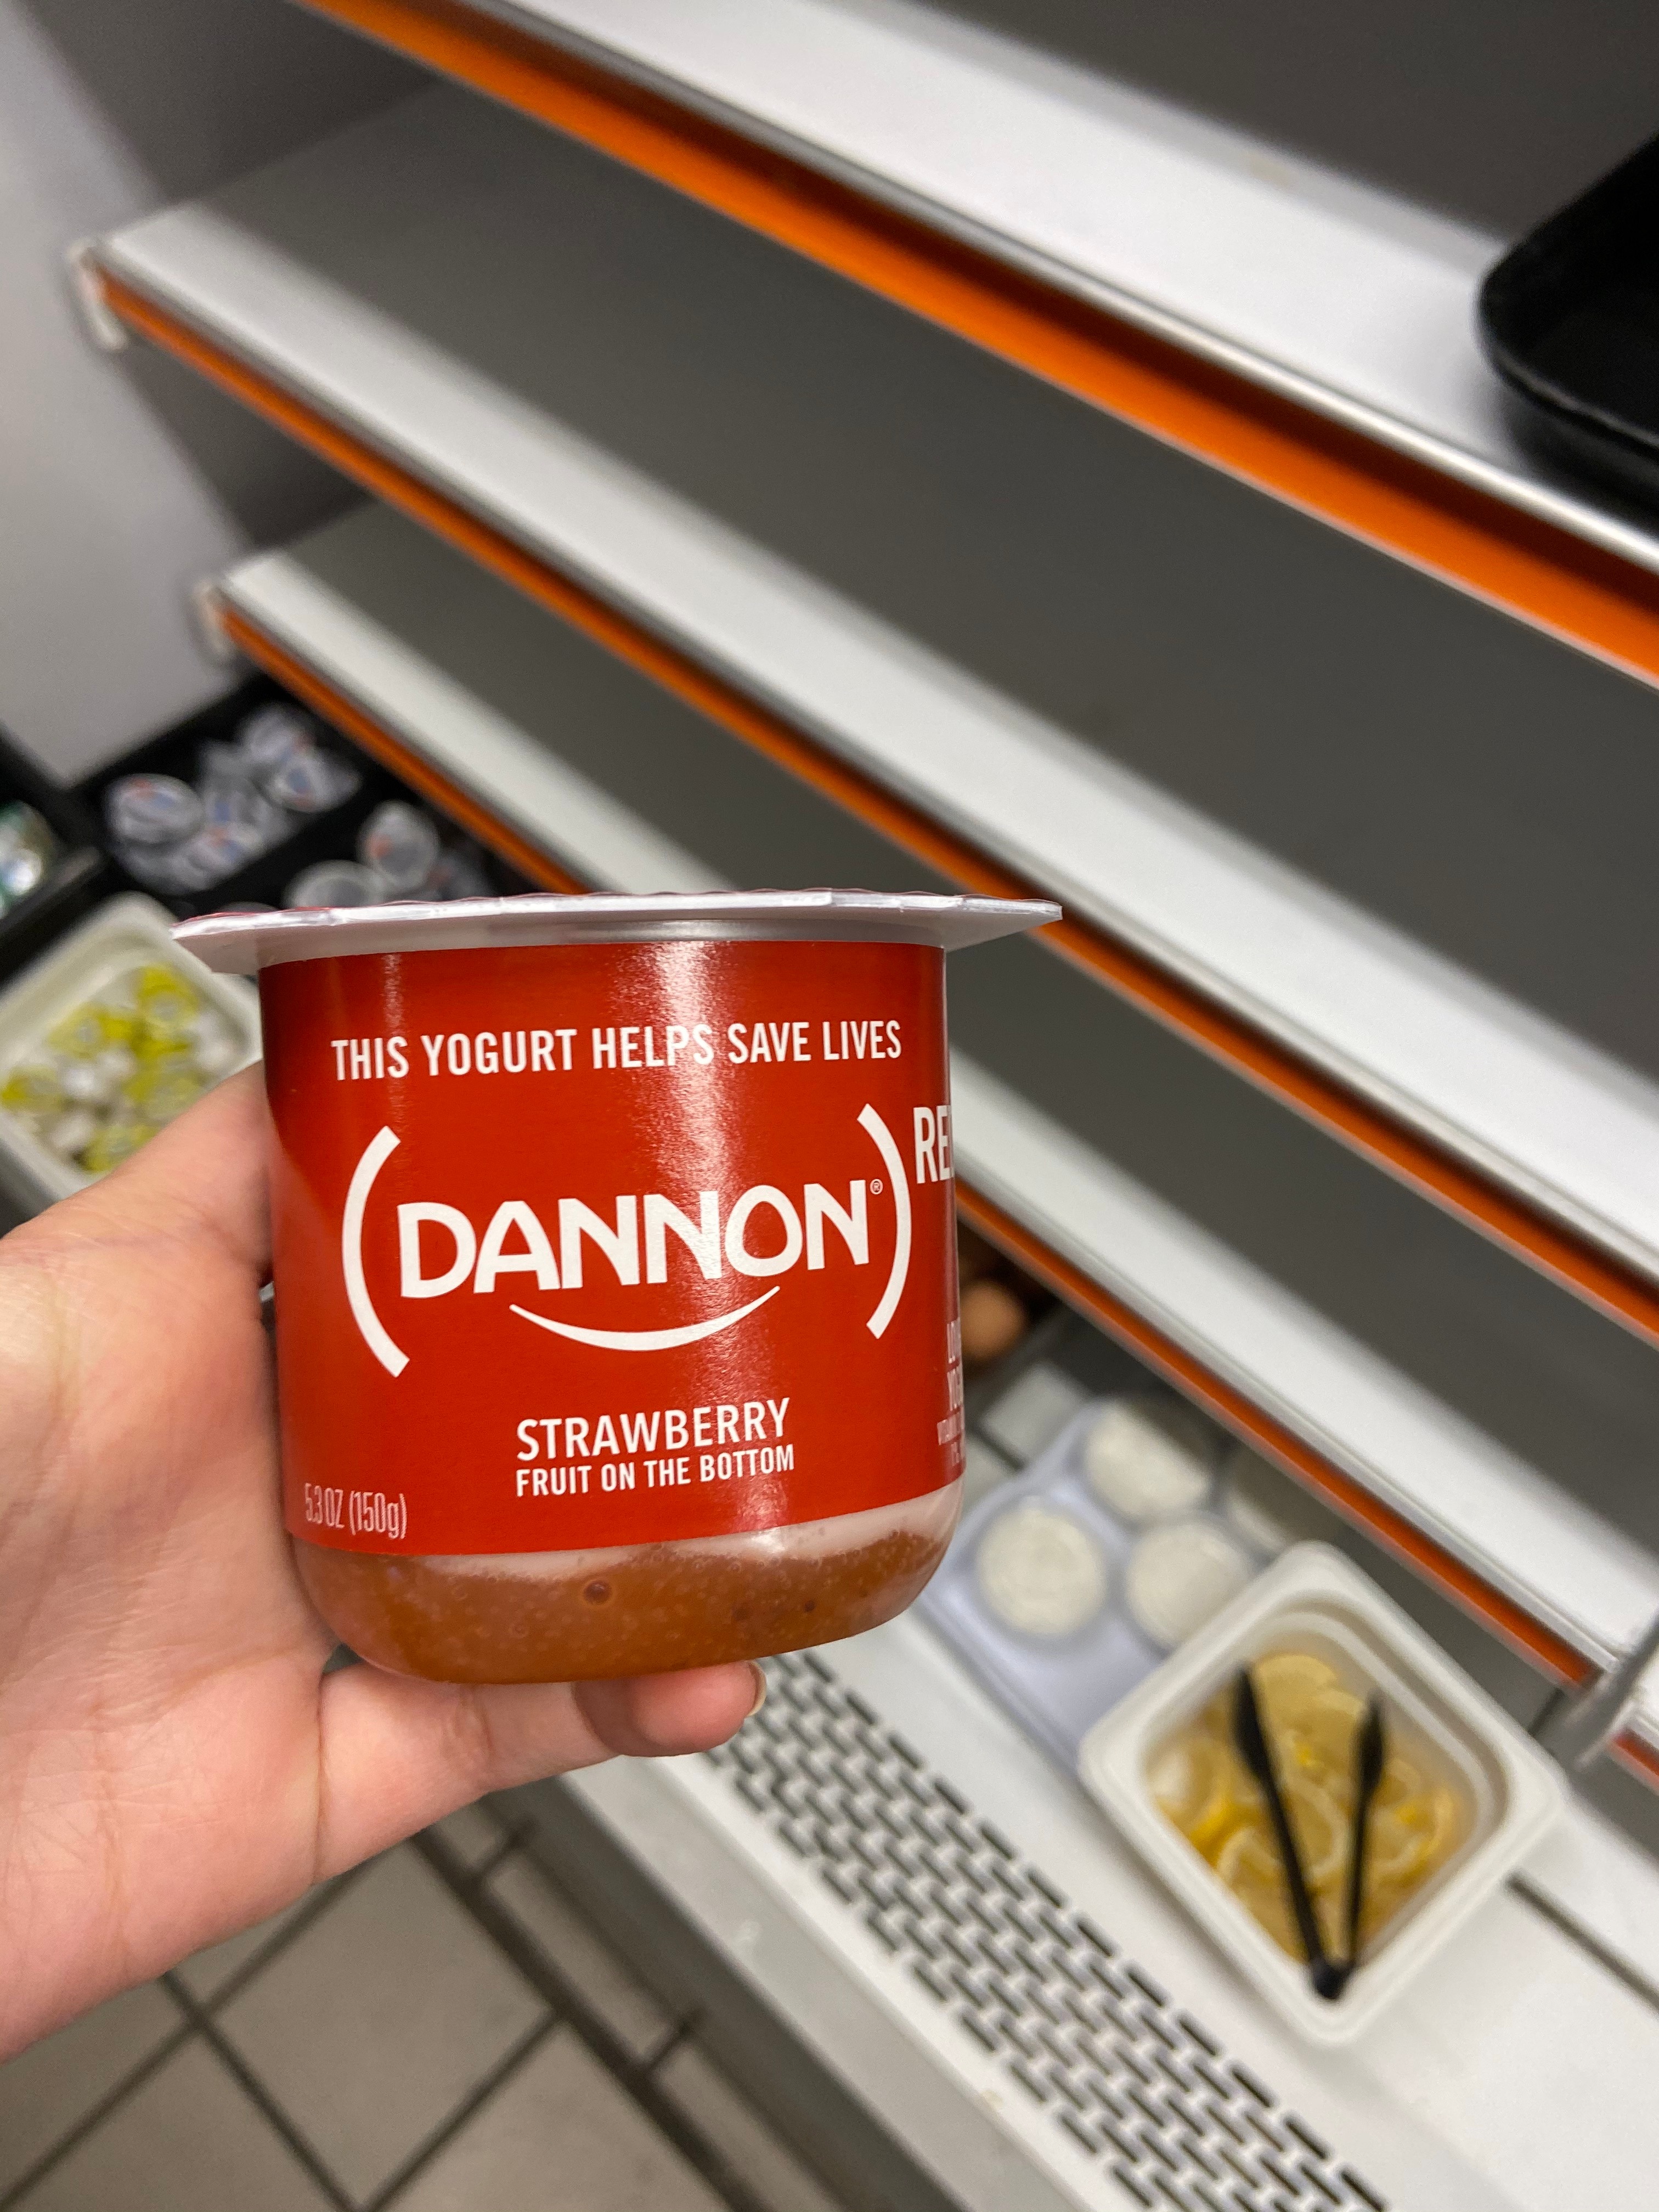 THIS YOGURT HELPS SAVE LIVES
(DANNON®)
STRAWBERRY
FRUIT ON THE BOTTOM
5.3 OZ (150g)